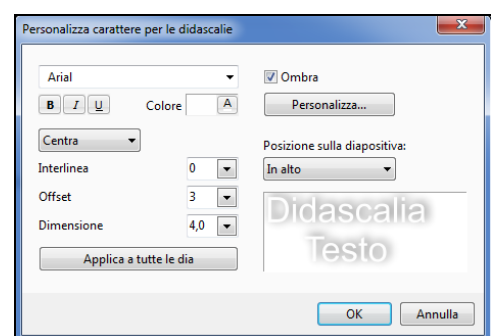 Personalizza carattere per le didascalie
Arial
B I U Colore A
Centra
Interlinea 0
Offset 3
Dimensione 4,0
Applica a tutte le dia
Ombra
Personalizza...
Posizione sulla diapositiva:
In alto
Didascalia
Testo
OK Annulla